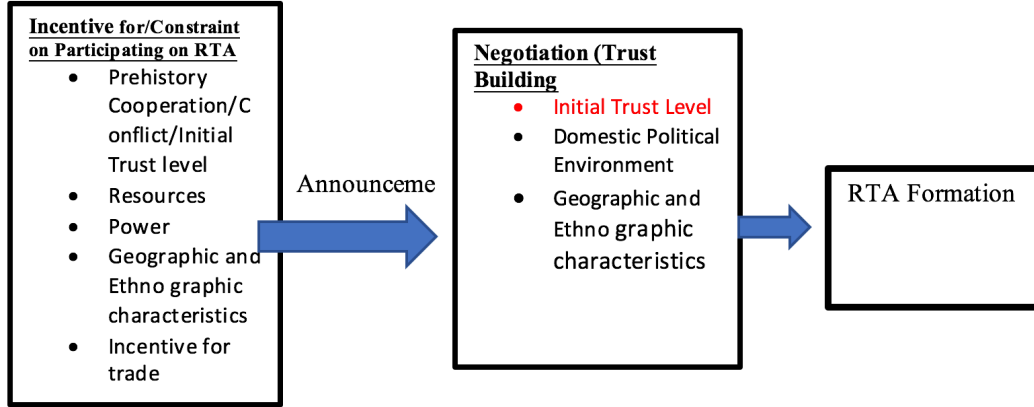 Incentive for/Constraint
on Participating on RTA
● Prehistory
Cooperation/C
onflict/Initial
Trust level
● Resources
● Power
● Geographic and
Ethno graphic
characteristics
● Incentive for
trade
Announceme
Negotiation (Trust
Building
● Initial Trust Level
● Domestic Political
Environment
● Geographic and
Ethno graphic
characteristics
RTA Formation